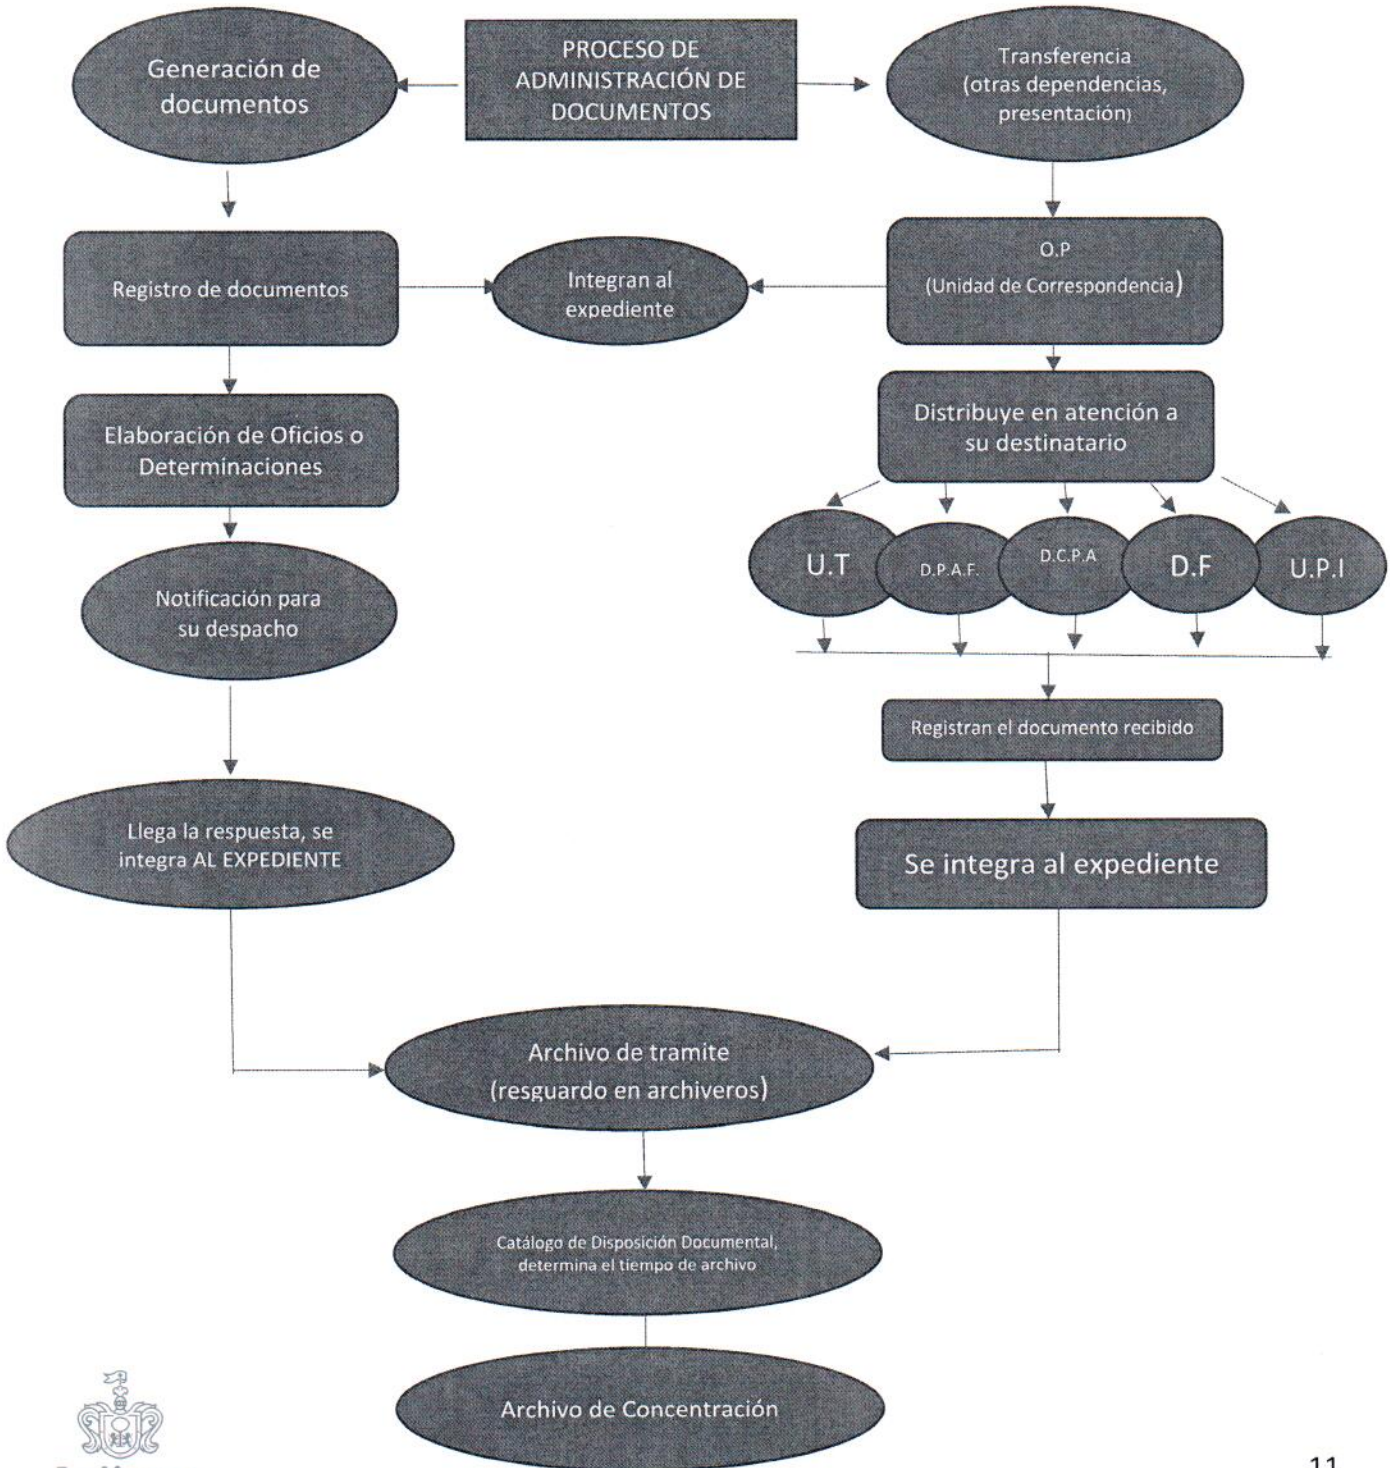 PROCESO DE
ADMINISTRACIÓN DE
DOCUMENTOS
Generación de
documentos
Transferencia
(otras dependencias,
presentación)
Registro de documentos
Integran al
expediente
O.P
(Unidad de Correspondencia)
Elaboración de Oficios o
Determinaciones
Distribuye en atención a
su destinatario
U.T
D.P.A.F.
D.C.P.A
D.F
U.P.I
Notificación para
su despacho
Registran el documento recibido
Llega la respuesta, se
integra AL EXPEDIENTE
Se integra al expediente
Archivo de tramite
(resguardo en archiveros)
Catálogo de Disposición Documental,
determina el tiempo de archivo
Archivo de Concentración
11